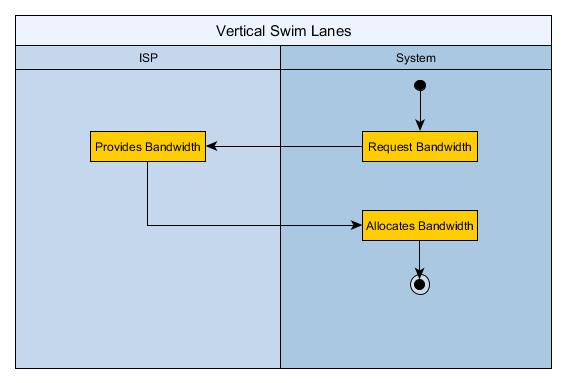 Vertical Swim Lanes
ISP
System
Provides Bandwidth
Request Bandwidth
Allocates Bandwidth